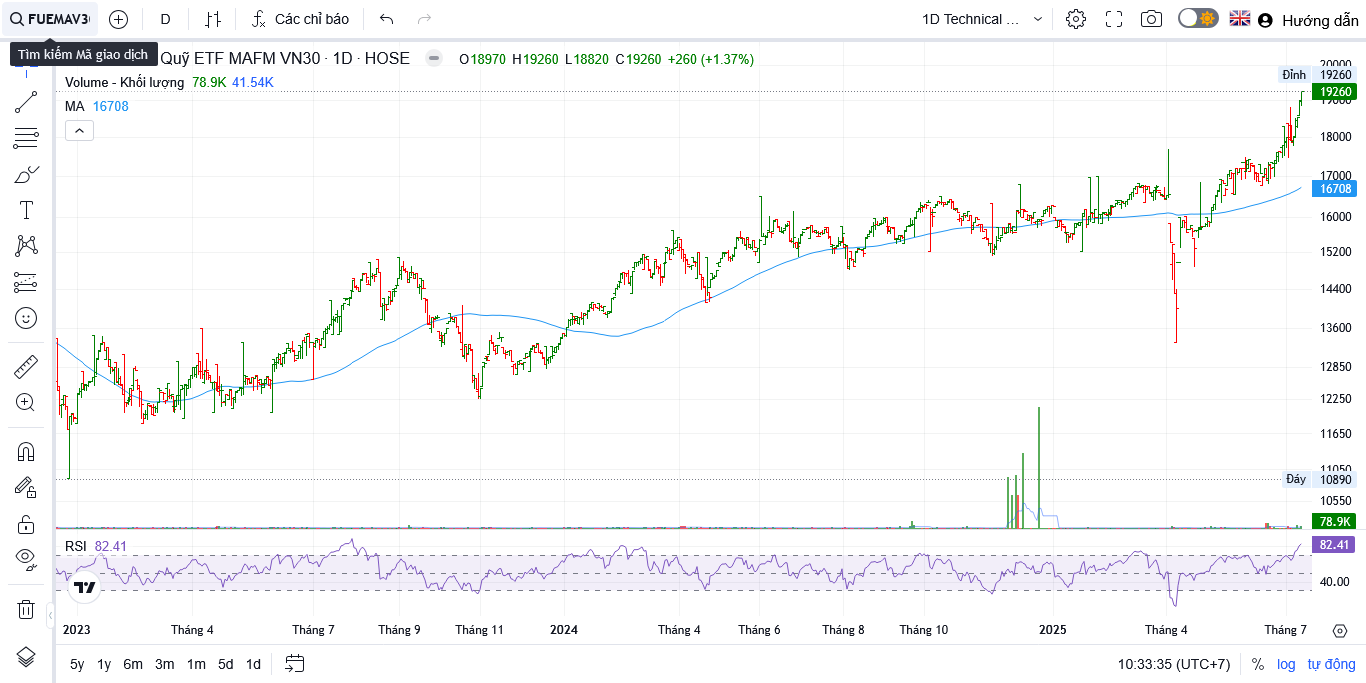 FUEMAV3
D
Các chỉ báo
1D Technical ...
Hướng dẫn
Tìm kiếm Mã giao dịch
Quỹ ETF MAFM VN30 · 1D · HOSE
O18970 H19260 L18820 C19260 +260 (+1.37%)
Volume - Khối lượng 78.9K 41.54K
MA 16708
20000
Đỉnh 19260
19260
19000
18000
17000
16708
16000
15200
14400
13600
12850
12250
11650
11050
Đáy 10890
10550
78.9K
RSI 82.41
82.41
40.00
2023 Tháng 4 Tháng 7 Tháng 9 Tháng 11 2024 Tháng 4 Tháng 6 Tháng 8 Tháng 10 2025 Tháng 4 Tháng 7
5y 1y 6m 3m 1m 5d 1d
10:33:35 (UTC+7) % log tự động